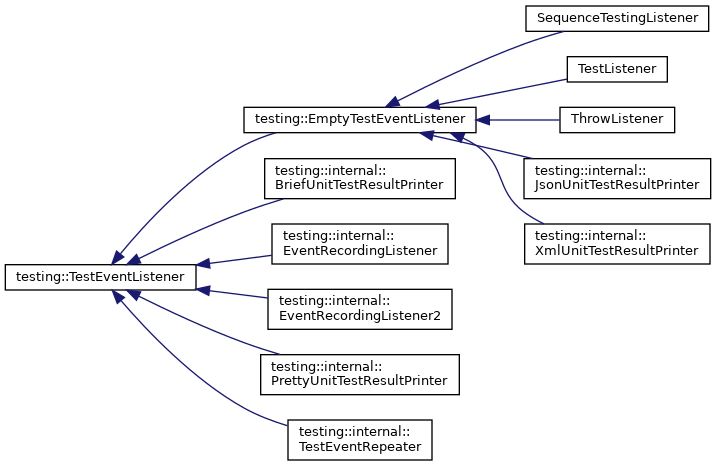 SequenceTestingListener
TestListener
testing::EmptyTestEventListener
ThrowListener
testing::internal::
JsonUnitTestResultPrinter
testing::internal::
BriefUnitTestResultPrinter
testing::internal::
XmlUnitTestResultPrinter
testing::internal::
EventRecordingListener
testing::TestEventListener
testing::internal::
EventRecordingListener2
testing::internal::
PrettyUnitTestResultPrinter
testing::internal::
TestEventRepeater